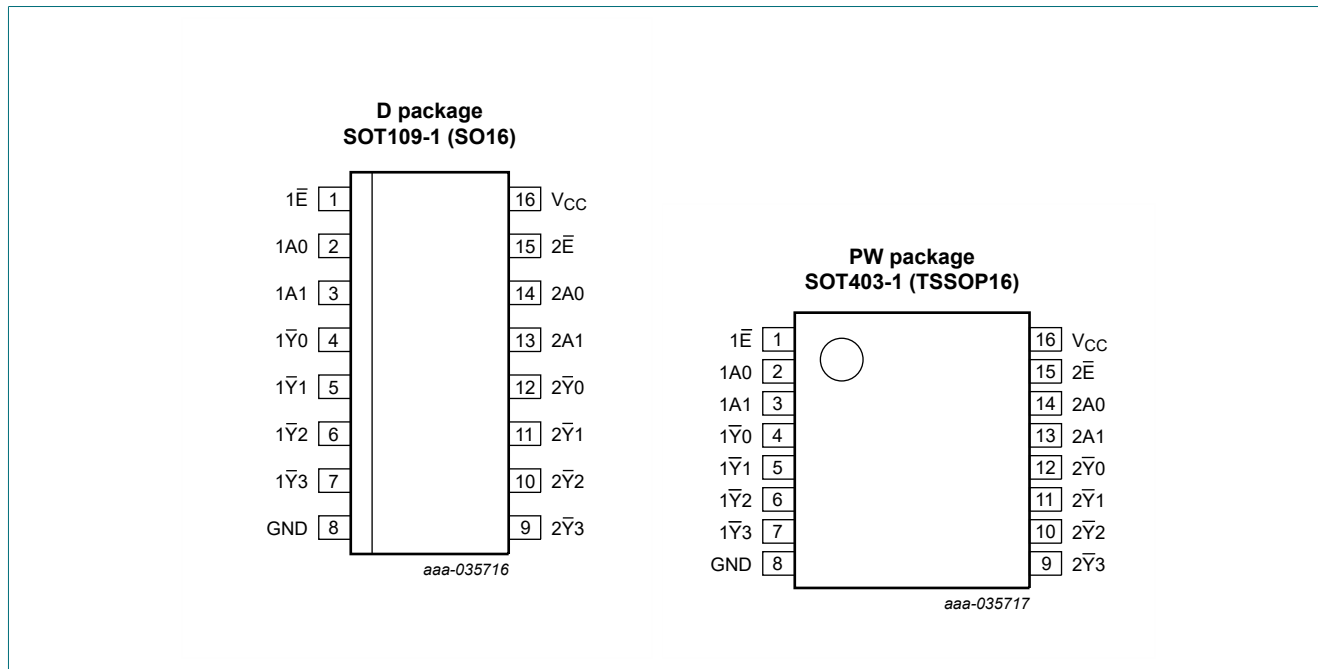 D package
SOT109-1 (SO16)
1E̅ 1 16 VCC
1A0 2 15 2E̅
1A1 3 14 2A0
1Y̅0 4 13 2A1
1Y̅1 5 12 2Y̅0
1Y̅2 6 11 2Y̅1
1Y̅3 7 10 2Y̅2
GND 8 9 2Y̅3
aaa-035716
PW package
SOT403-1 (TSSOP16)
1E̅ 1 16 VCC
1A0 2 15 2E̅
1A1 3 14 2A0
1Y̅0 4 13 2A1
1Y̅1 5 12 2Y̅0
1Y̅2 6 11 2Y̅1
1Y̅3 7 10 2Y̅2
GND 8 9 2Y̅3
aaa-035717